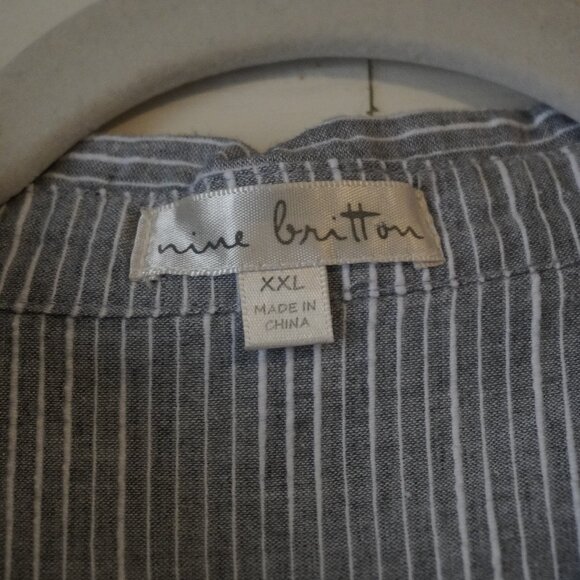 nine britton
XXL
MADE IN
CHINA